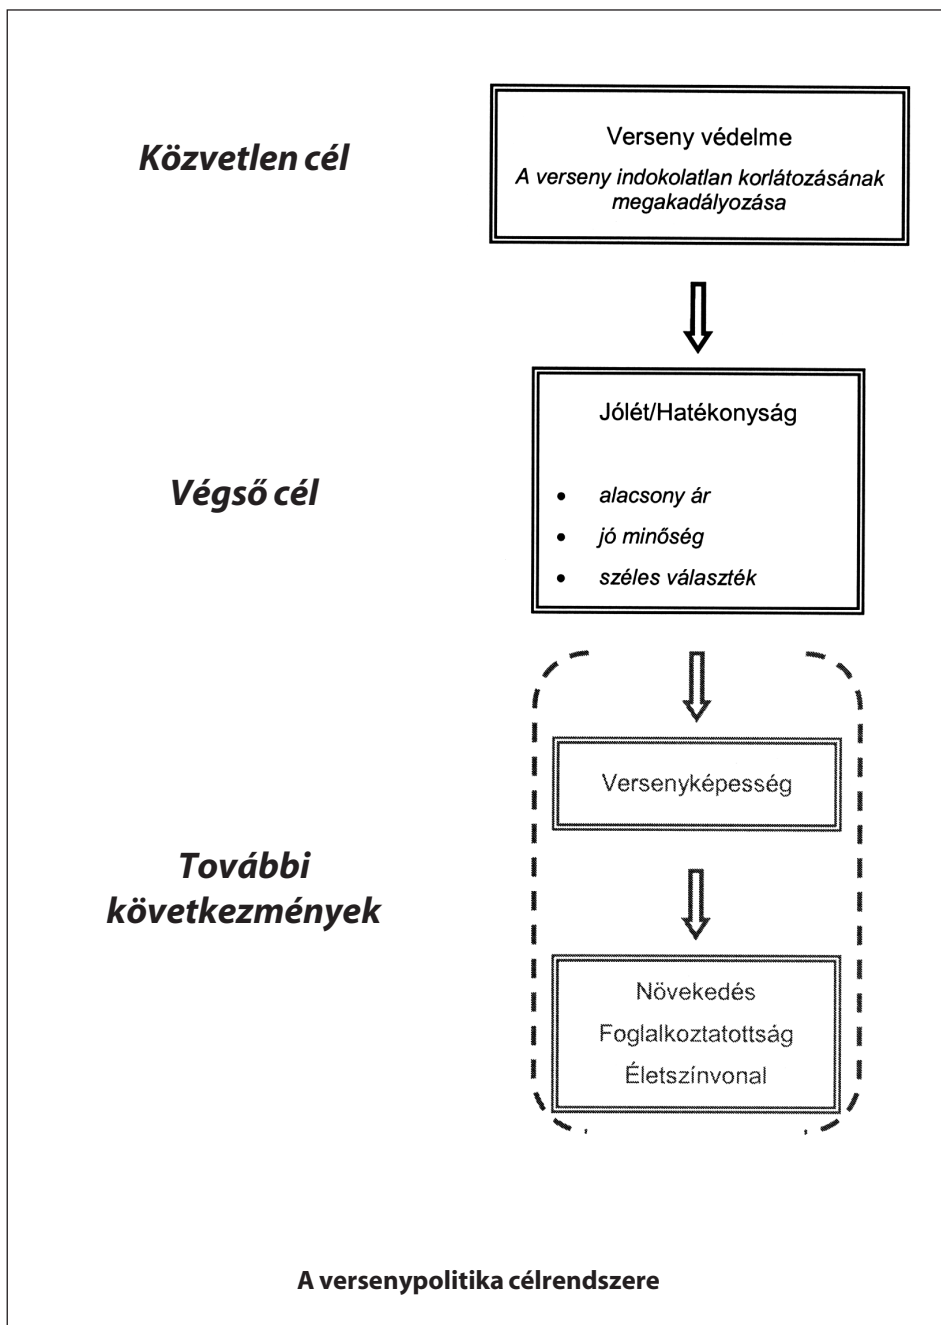 Közvetlen cél
Verseny védelme
A verseny indokolatlan korlátozásának
megakadályozása
Végső cél
Jólét/Hatékonyság
• alacsony ár
• jó minőség
• széles választék
További
következmények
Versenyképesség
Növekedés
Foglalkoztatottság
Életszínvonal
A versenypolitika célrendszere